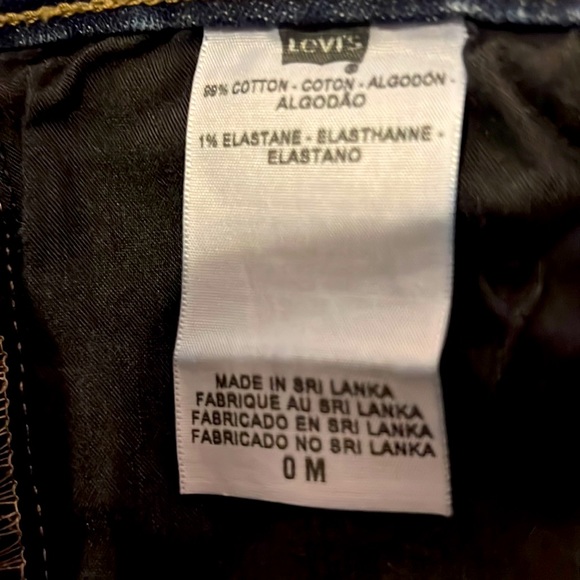 Levi's
99% COTTON - COTON - ALGODÓN -
ALGODÃO
1% ELASTANE - ÉLASTHANNE -
ELASTANO
MADE IN SRI LANKA
FABRIQUE AU SRI LANKA
FABRICADO EN SRI LANKA
FABRICADO NO SRI LANKA
0 M